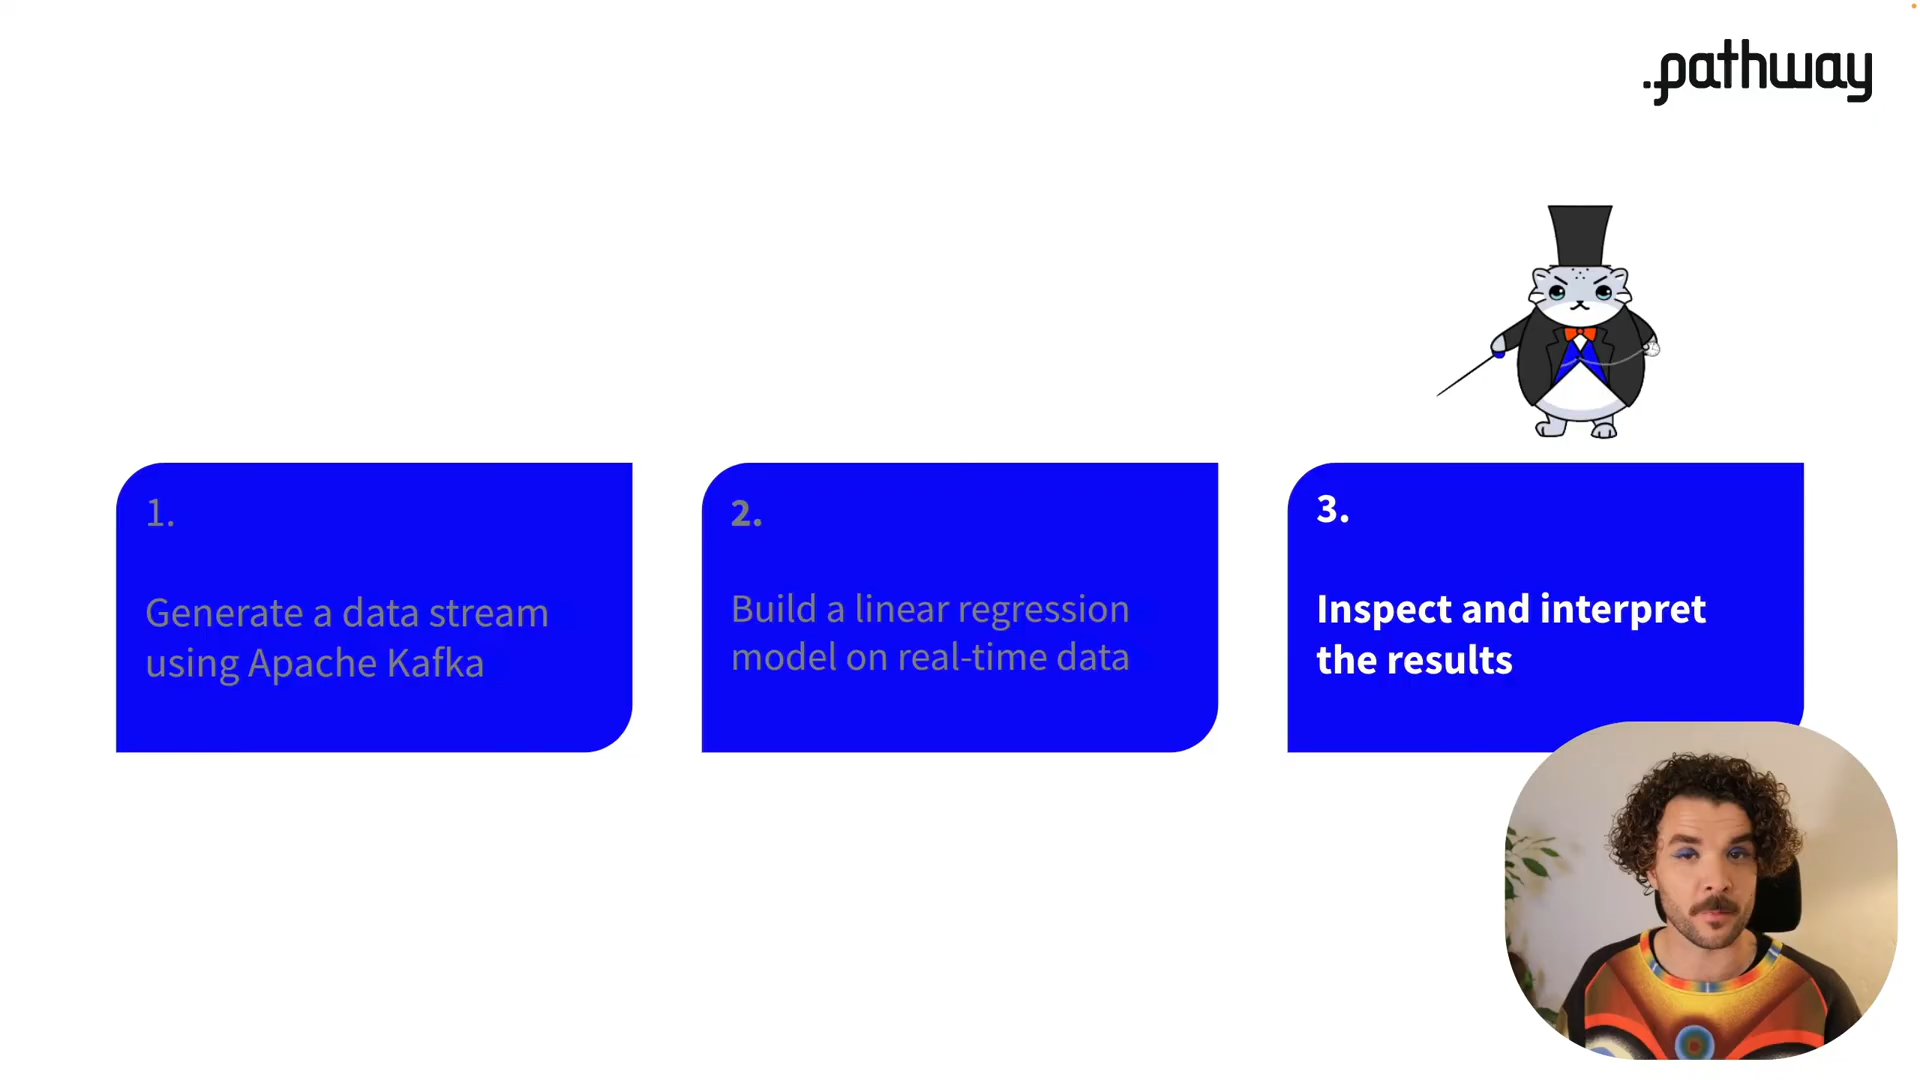 .pathway
1.
Generate a data stream
using Apache Kafka
2.
Build a linear regression
model on real-time data
3.
Inspect and interpret
the results